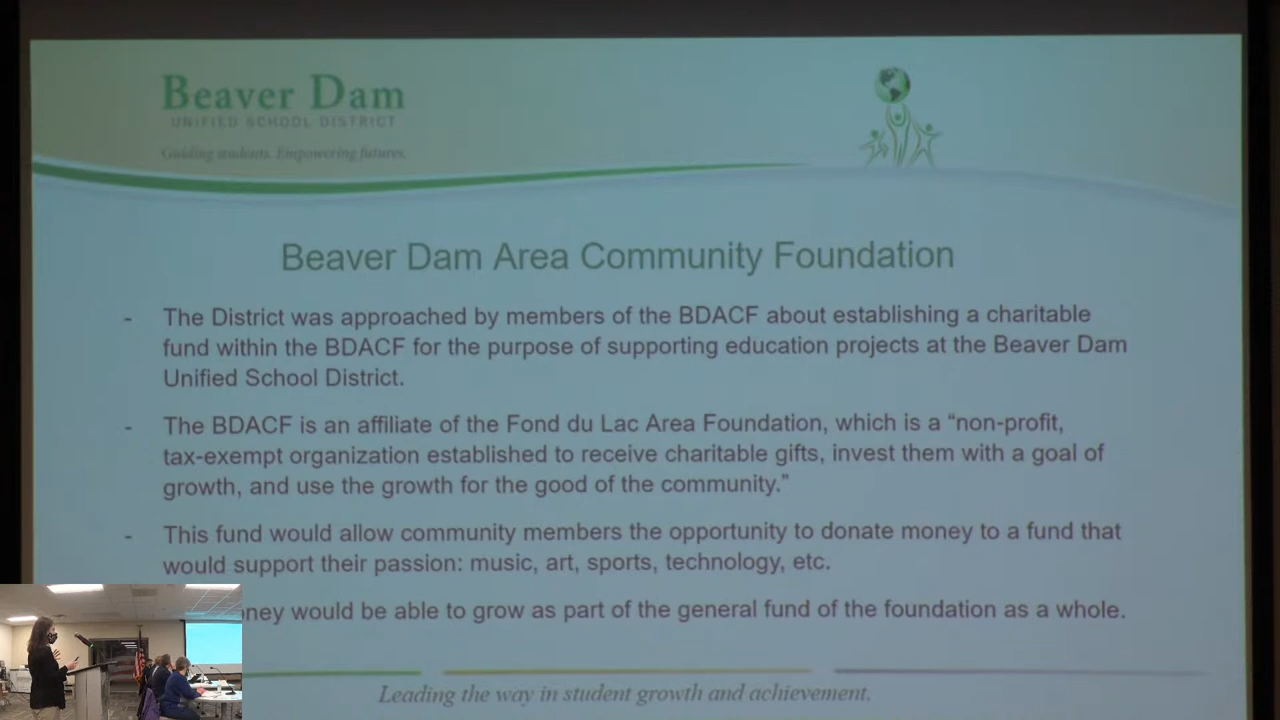 Beaver Dam
UNIFIED SCHOOL DISTRICT
Guiding students. Empowering futures.
Beaver Dam Area Community Foundation
- The District was approached by members of the BDACF about establishing a charitable
fund within the BDACF for the purpose of supporting education projects at the Beaver Dam
Unified School District.
- The BDACF is an affiliate of the Fond du Lac Area Foundation, which is a “non-profit,
tax-exempt organization established to receive charitable gifts, invest them with a goal of
growth, and use the growth for the good of the community.”
- This fund would allow community members the opportunity to donate money to a fund that
would support their passion: music, art, sports, technology, etc.
would be able to grow as part of the general fund of the foundation as a whole.
Leading the way in student growth and achievement.